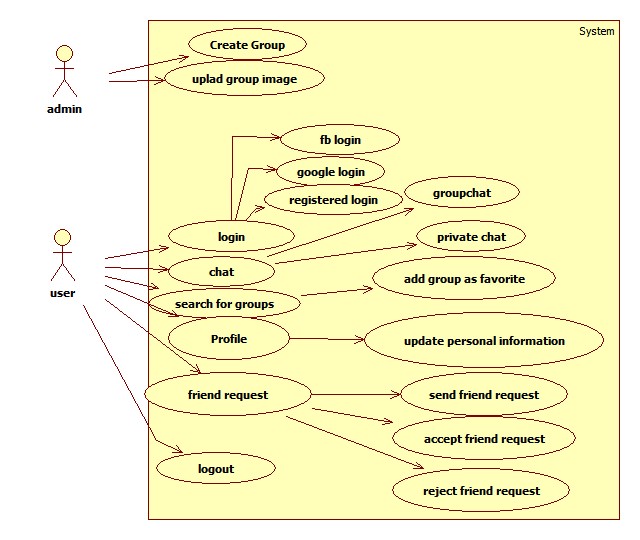 System
Create Group
uplad group image
admin
fb login
google login
registered login
groupchat
login
private chat
chat
add group as favorite
user
search for groups
Profile
update personal information
friend request
send friend request
accept friend request
logout
reject friend request